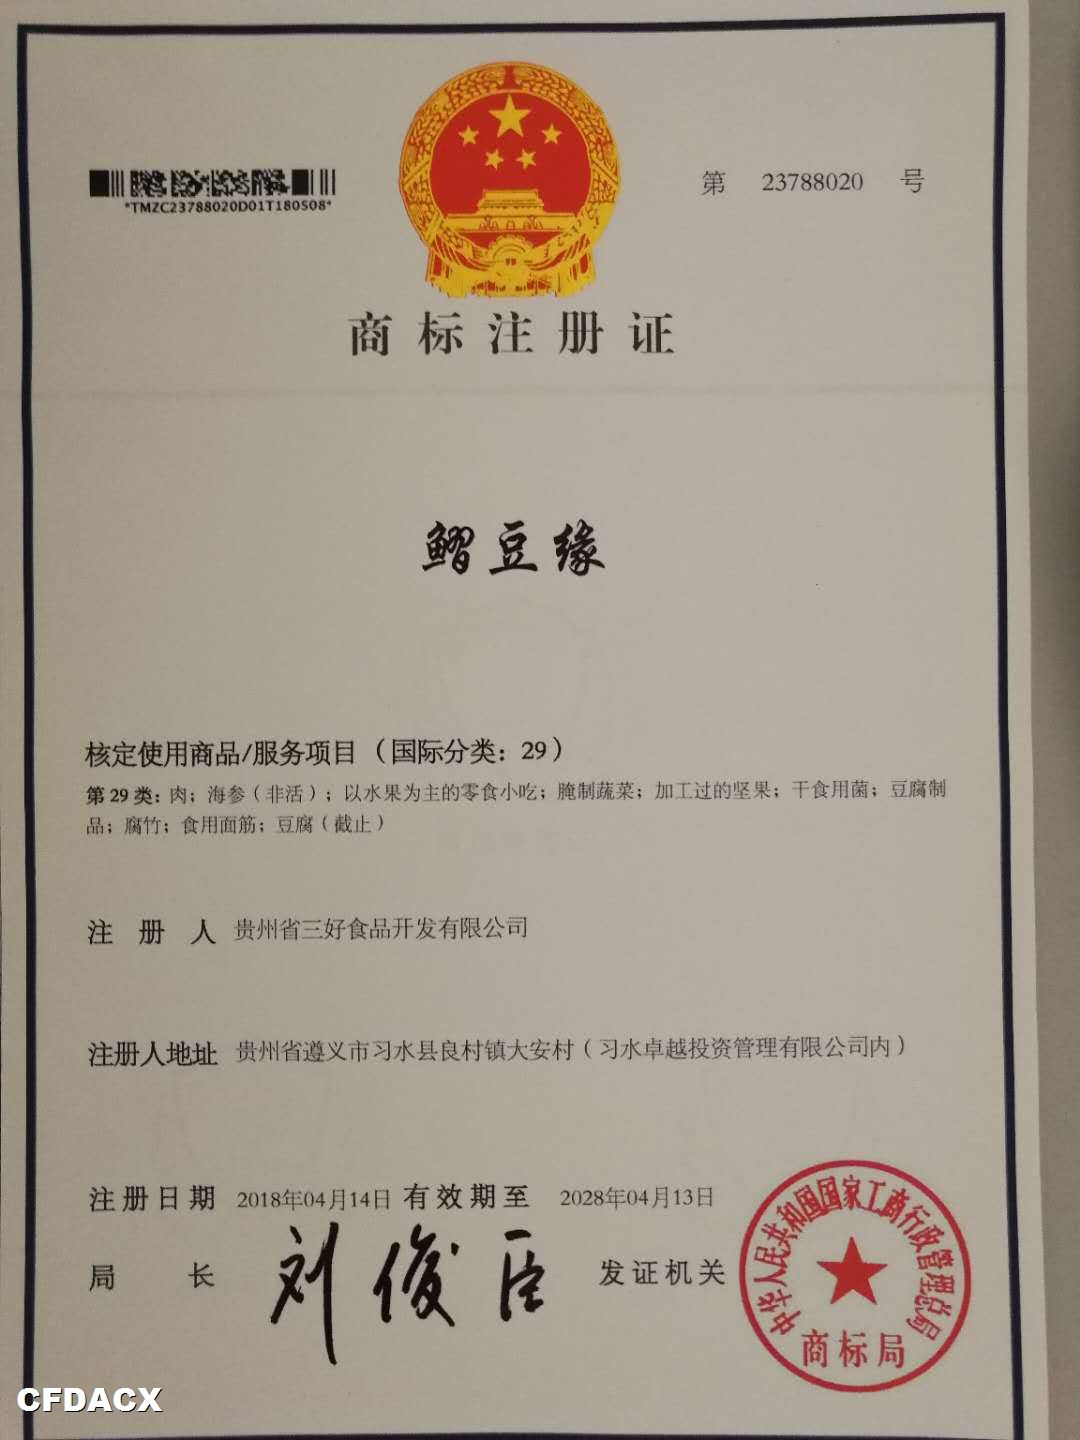 *TMZC23788020D01T180508*
第 23788020 号
商标注册证
鳛豆缘
核定使用商品/服务项目（国际分类：29）
第29类：肉；海参（非活）；以水果为主的零食小吃；腌制蔬菜；加工过的坚果；干食用菌；豆腐制
品；腐竹；食用面筋；豆腐（截止）
注册人 贵州省三好食品开发有限公司
注册人地址 贵州省遵义市习水县良村镇大安村（习水卓越投资管理有限公司内）
注册日期 2018年04月14日 有效期至 2028年04月13日
局长 刘俊臣 发证机关
中华人民共和国国家工商行政管理总局
商标局
CFDACX